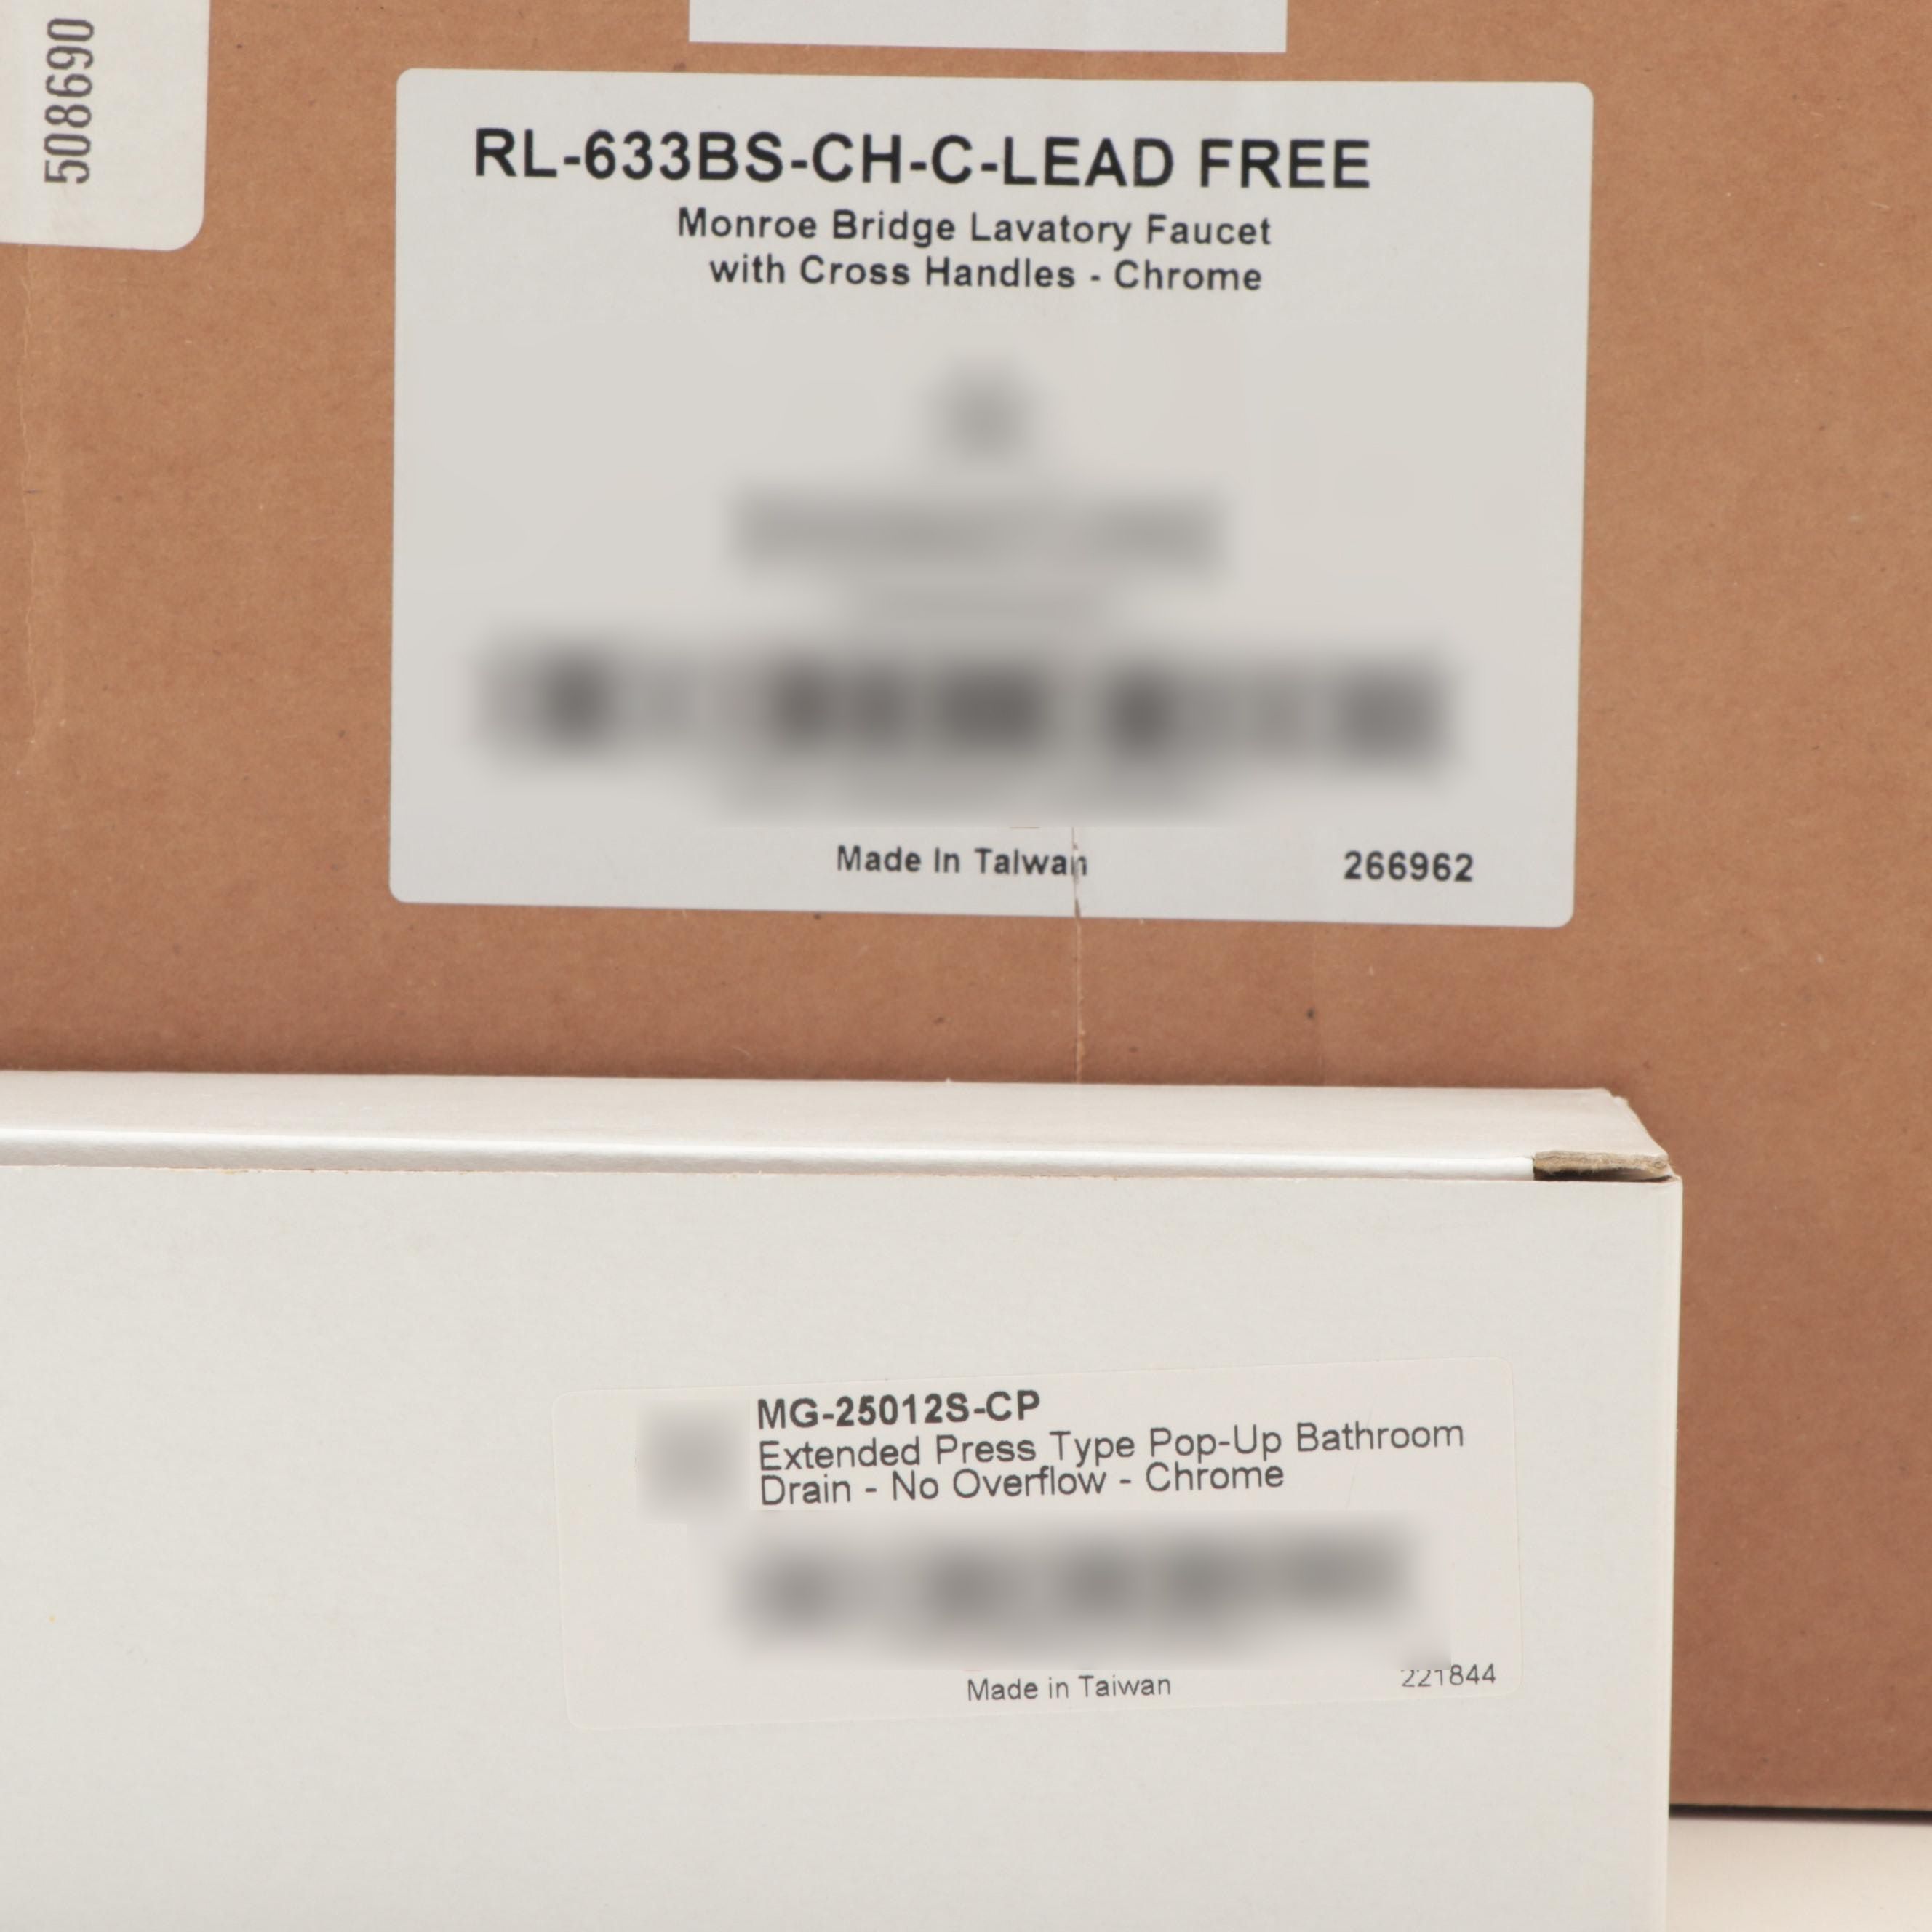 508690
RL-633BS-CH-C-LEAD FREE
Monroe Bridge Lavatory Faucet
with Cross Handles - Chrome
Made In Taiwan
266962
MG-25012S-CP
Extended Press Type Pop-Up Bathroom
Drain - No Overflow - Chrome
Made in Taiwan
221844